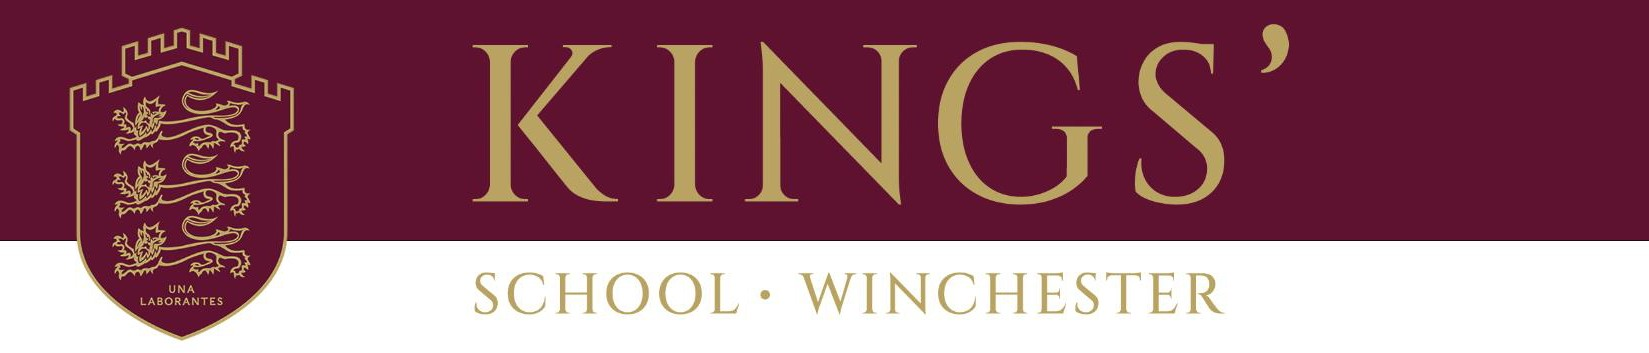 KINGS’
SCHOOL · WINCHESTER
UNA
LABORANTES